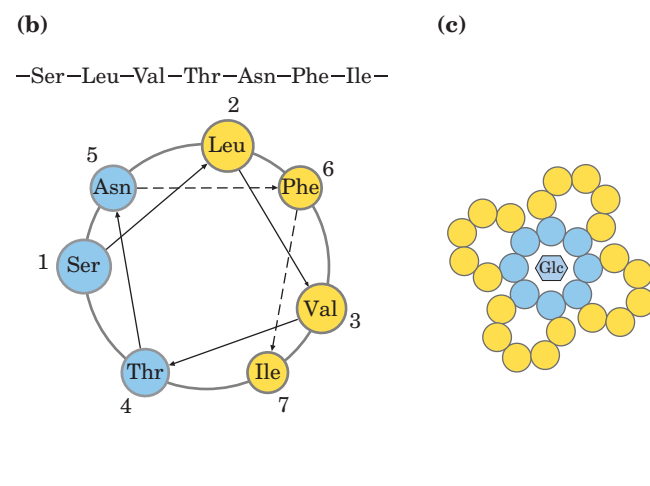 (b)
(c)
–Ser–Leu–Val–Thr–Asn–Phe–Ile–
2
Leu
5
Asn
6
Phe
1
Ser
Val
3
Thr
4
Ile
7
Glc